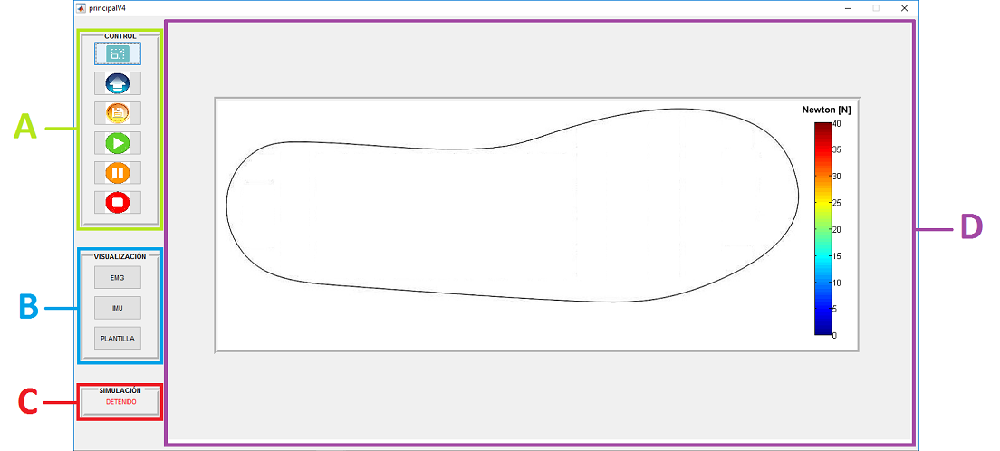 principalV4
A
CONTROL
B
VISUALIZACIÓN
EMG
IMU
PLANTILLA
C
SIMULACIÓN
DETENIDO
Newton [N]
40
35
30
25
20
15
10
5
0
D